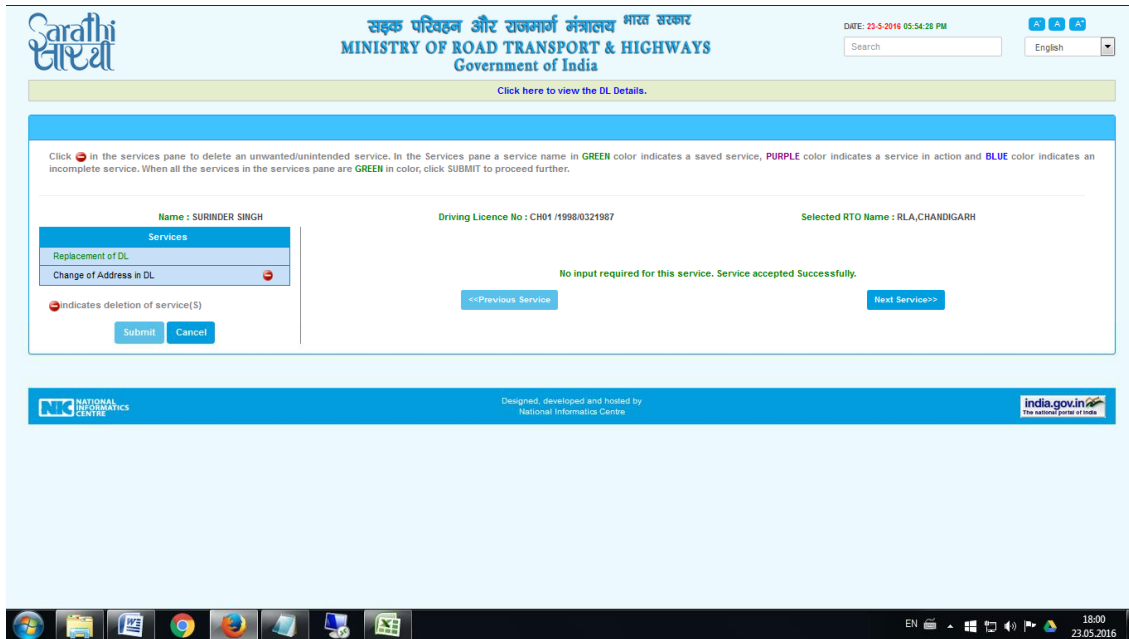 Sarathi
सारथी
सड़क परिवहन और राजमार्ग मंत्रालय भारत सरकार
MINISTRY OF ROAD TRANSPORT & HIGHWAYS
Government of India
DATE: 23-5-2016 05:54:28 PM
A- A A+
Search
English
Click here to view the DL Details.
Click in the services pane to delete an unwanted/unintended service. In the Services pane a service name in GREEN color indicates a saved service, PURPLE color indicates a service in action and BLUE color indicates an
incomplete service. When all the services in the services pane are GREEN in color, click SUBMIT to proceed further.
Name : SURINDER SINGH
Driving Licence No : CH01 /1998/0321987
Selected RTO Name : RLA,CHANDIGARH
Services
Replacement of DL
Change of Address in DL
No input required for this service. Service accepted Successfully.
<<Previous Service
Next Service>>
indicates deletion of service(S)
Submit
Cancel
NIC NATIONAL
INFORMATICS
CENTRE
Designed, developed and hosted by
National Informatics Centre
india.gov.in
The national portal of India
EN
18:00
23.05.2016